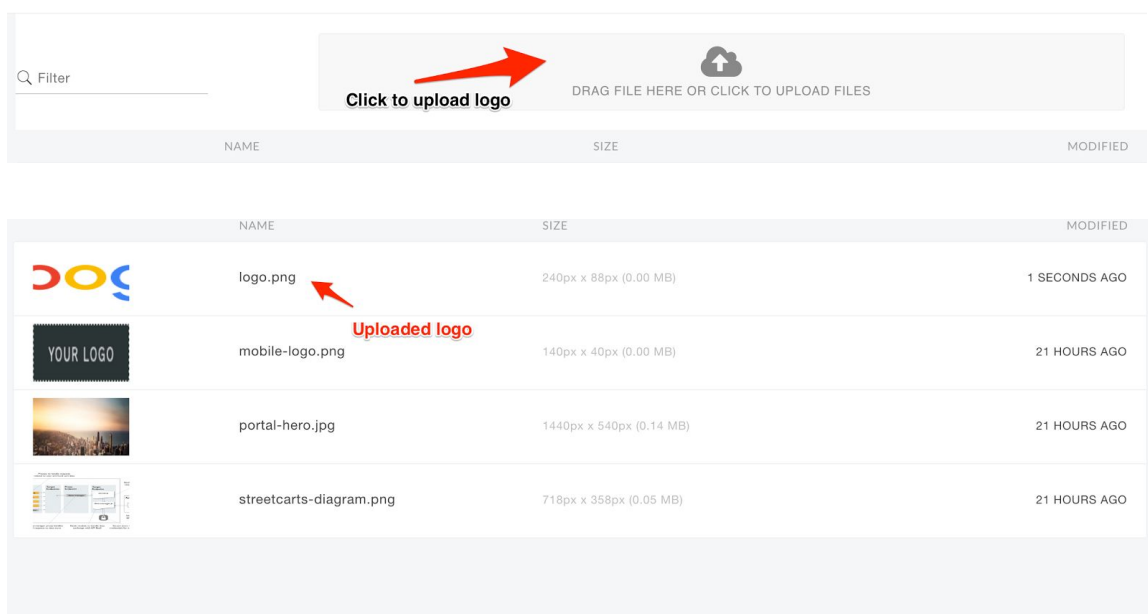 Filter
Click to upload logo
DRAG FILE HERE OR CLICK TO UPLOAD FILES
NAME SIZE MODIFIED
NAME SIZE MODIFIED
logo.png 240px x 88px (0.00 MB) 1 SECONDS AGO
Uploaded logo
YOUR LOGO mobile-logo.png 140px x 40px (0.00 MB) 21 HOURS AGO
portal-hero.jpg 1440px x 540px (0.14 MB) 21 HOURS AGO
streetcarts-diagram.png 718px x 358px (0.05 MB) 21 HOURS AGO